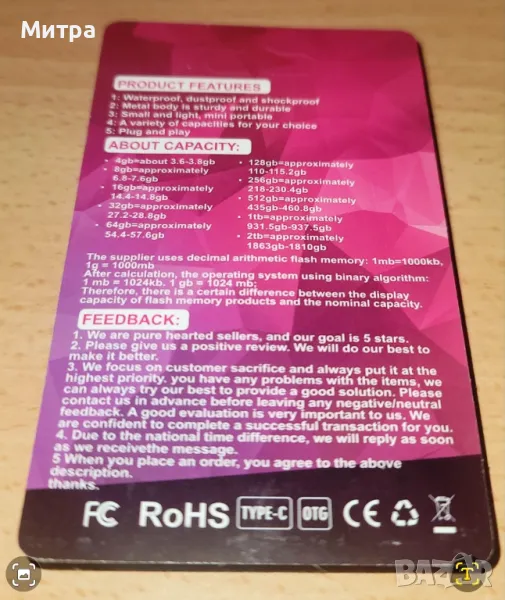 Митра
PRODUCT FEATURES
1: Waterproof, dustproof and shockproof
2: Metal body is sturdy and durable
3: Small and light, mini portable
4: A variety of capacities for your choice
5: Plug and play
ABOUT CAPACITY:
• 4gb=about 3.6-3.8gb
• 8gb=approximately
6.8-7.6gb
• 16gb=approximately
14.4-14.8gb
• 32gb=approximately
27.2-28.8gb
• 64gb=approximately
54.4-57.6gb
• 128gb=approximately
110-115.2gb
• 256gb=approximately
218-230.4gb
• 512gb=approximately
435gb-460.8gb
• 1tb=approximately
931.5gb-937.5gb
• 2tb=approximately
1863gb-1810gb
The supplier uses decimal arithmetic flash memory: 1mb=1000kb,
1g = 1000mb
After calculation, the operating system using binary algorithm:
1 mb = 1024kb. 1 gb = 1024 mb;
Therefore, there is a certain difference between the display
capacity of flash memory products and the nominal capacity.
FEEDBACK:
1. We are pure hearted sellers, and our goal is 5 stars.
2. Please give us a positive review. We will do our best to
make it better.
3. We focus on customer sacrifice and always put it at the
highest priority. you have any problems with the items, we
can always try our best to provide a good solution. Please
contact us in advance before leaving any negative/neutral
feedback. A good evaluation is very important to us. We
are confident to complete a successful transaction for you.
4. Due to the national time difference, we will reply as soon
as we receivethe message.
5 When you place an order, you agree to the above
description.
thanks.
FC RoHS TYPE-C OTG CE
BAZAR.bg